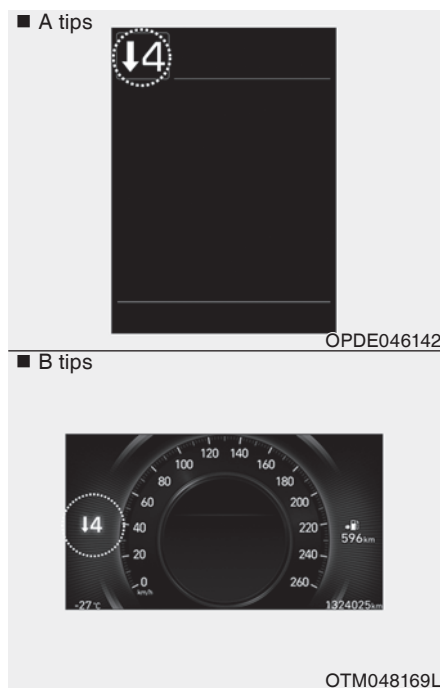 ■ A tips
↓4
OPDE046142
■ B tips
120 140
100 160
80 180
60 200
↓4 40 220 596km
20 240
0 260
km/h
-27℃ 1324025km
OTM048169L